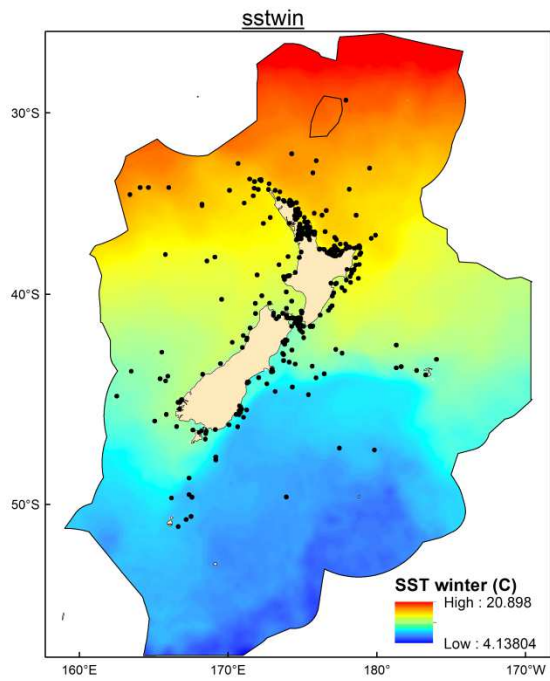 sstwin
30°S
40°S
50°S
SST winter (C)
High : 20.898
Low : 4.13804
160°E
170°E
180°
170°W